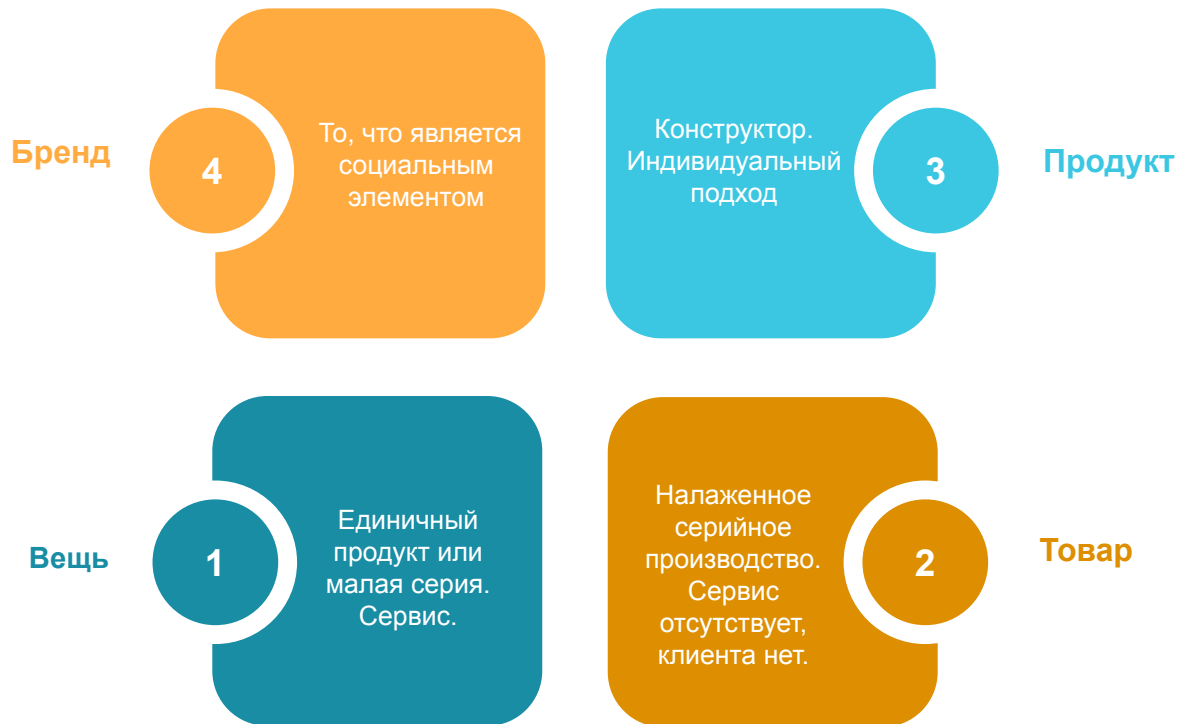 Бренд
4
То, что является
социальным
элементом
Конструктор.
Индивидуальный
подход
3
Продукт
Вещь
1
Единичный
продукт или
малая серия.
Сервис.
Налаженное
серийное
производство.
Сервис
отсутствует,
клиента нет.
2
Товар